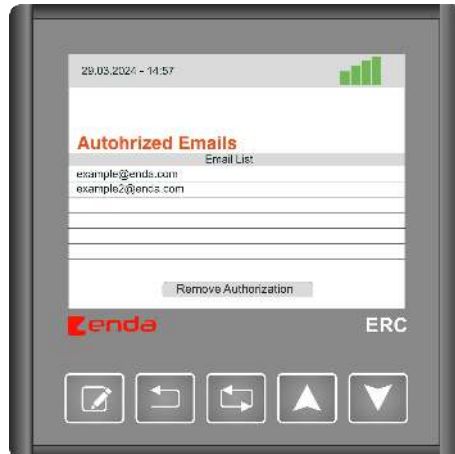 29.03.2024 - 14:57
Autohrized Emails
Email List
example@enda.com
example2@enda.com
Remove Authorization
enda
ERC